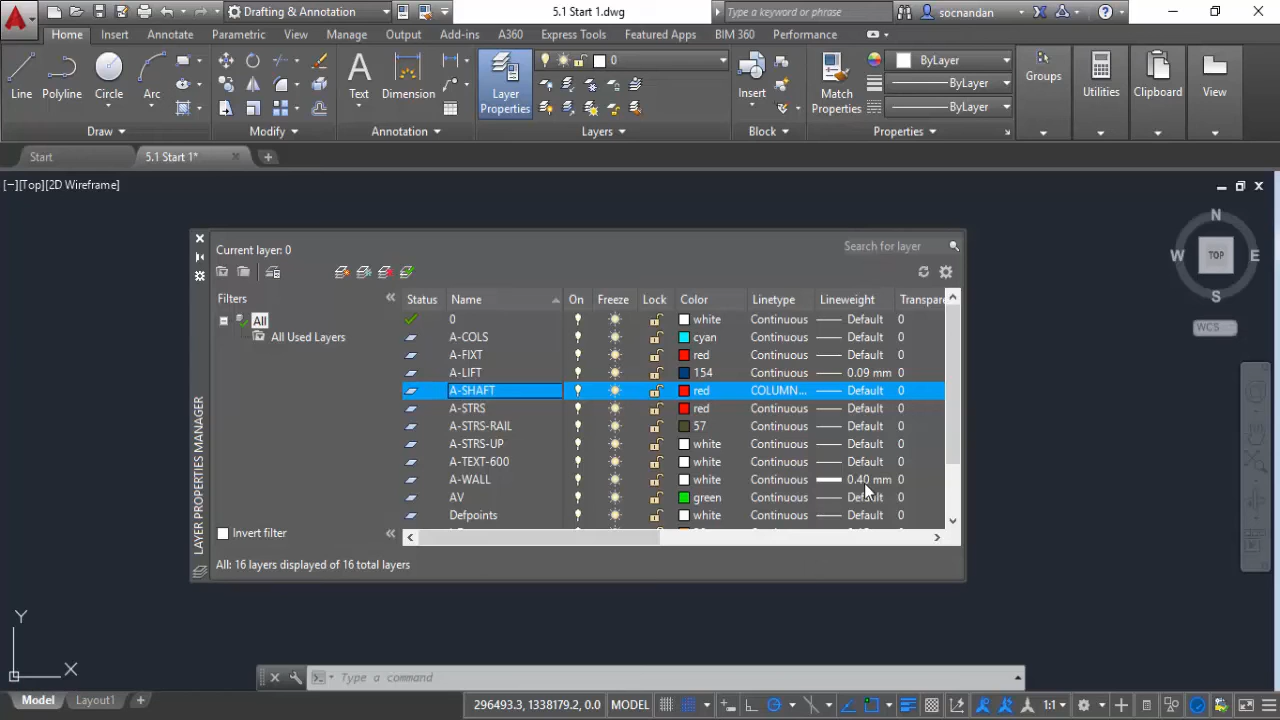 Drafting & Annotation
5.1 Start 1.dwg
Type a keyword or phrase
socnandan
Home Insert Annotate Parametric View Manage Output Add-ins A360 Express Tools Featured Apps BIM 360 Performance
Line
Polyline
Circle
Arc
Draw
Modify
Text
Dimension
Annotation
Layer
Properties
0
Layers
Insert
Block
Match
Properties
ByLayer
ByLayer
ByLayer
Properties
Groups
Utilities
Clipboard
View
Start
5.1 Start 1*
[−][Top][2D Wireframe]
N
W TOP E
S
WCS
Current layer: 0
Search for layer
Filters
All
All Used Layers
Invert filter
LAYER PROPERTIES MANAGER
Status Name On Freeze Lock Color Linetype Lineweight Transpare
0 white Continuous Default 0
A-COLS cyan Continuous Default 0
A-FIXT red Continuous Default 0
A-LIFT 154 Continuous 0.09 mm 0
A-SHAFT red COLUMN... Default 0
A-STRS red Continuous Default 0
A-STRS-RAIL 57 Continuous Default 0
A-STRS-UP white Continuous Default 0
A-TEXT-600 white Continuous Default 0
A-WALL white Continuous 0.40 mm 0
AV green Continuous Default 0
Defpoints white Continuous Default 0
All: 16 layers displayed of 16 total layers
Y
X
Type a command
Model Layout1
296493.3, 1338179.2, 0.0 MODEL
1:1